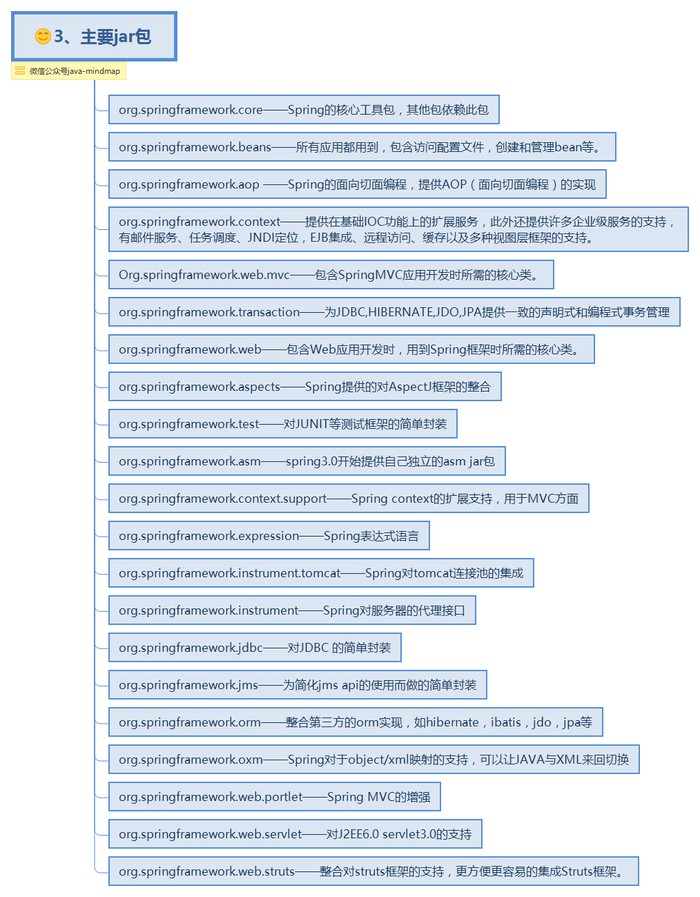 3、主要jar包
微信公众号java-mindmap
org.springframework.core——Spring的核心工具包，其他包依赖此包
org.springframework.beans——所有应用都用到，包含访问配置文件，创建和管理bean等。
org.springframework.aop ——Spring的面向切面编程，提供AOP（面向切面编程）的实现
org.springframework.context——提供在基础IOC功能上的扩展服务，此外还提供许多企业级服务的支持，
有邮件服务、任务调度、JNDI定位，EJB集成、远程访问、缓存以及多种视图层框架的支持。
Org.springframework.web.mvc——包含SpringMVC应用开发时所需的核心类。
org.springframework.transaction——为JDBC,HIBERNATE,JDO,JPA提供一致的声明式和编程式事务管理
org.springframework.web——包含Web应用开发时，用到Spring框架时所需的核心类。
org.springframework.aspects——Spring提供的对AspectJ框架的整合
org.springframework.test——对JUNIT等测试框架的简单封装
org.springframework.asm——spring3.0开始提供自己独立的asm jar包
org.springframework.context.support——Spring context的扩展支持，用于MVC方面
org.springframework.expression——Spring表达式语言
org.springframework.instrument.tomcat——Spring对tomcat连接池的集成
org.springframework.instrument——Spring对服务器的代理接口
org.springframework.jdbc——对JDBC 的简单封装
org.springframework.jms——为简化jms api的使用而做的简单封装
org.springframework.orm——整合第三方的orm实现，如hibernate，ibatis，jdo，jpa等
org.springframework.oxm——Spring对于object/xml映射的支持，可以让JAVA与XML来回切换
org.springframework.web.portlet——Spring MVC的增强
org.springframework.web.servlet——对J2EE6.0 servlet3.0的支持
org.springframework.web.struts——整合对struts框架的支持，更方便更容易的集成Struts框架。